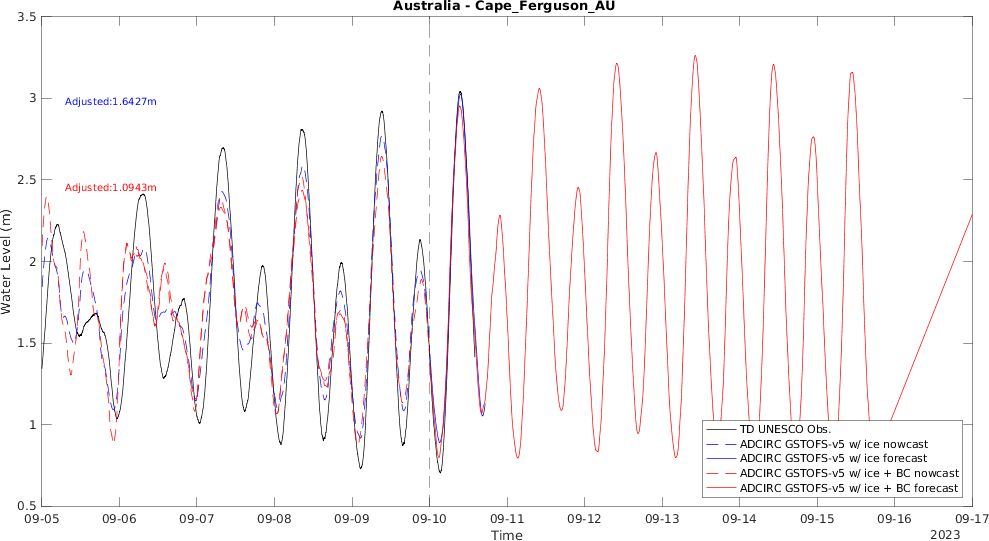 Australia - Cape_Ferguson_AU
3.5
3
2.5
2
1.5
1
0.5
Water Level (m)
Adjusted:1.6427m
Adjusted:1.0943m
TD UNESCO Obs.
ADCIRC GSTOFS-v5 w/ ice nowcast
ADCIRC GSTOFS-v5 w/ ice forecast
ADCIRC GSTOFS-v5 w/ ice + BC nowcast
ADCIRC GSTOFS-v5 w/ ice + BC forecast
09-05 09-06 09-07 09-08 09-09 09-10 09-11 09-12 09-13 09-14 09-15 09-16 09-17
Time
2023